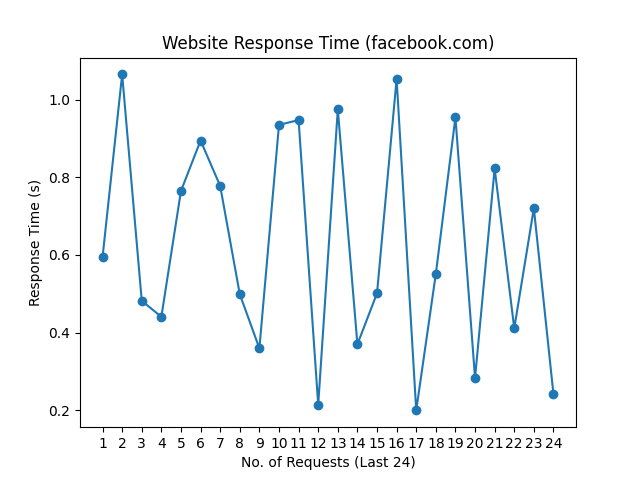 Website Response Time (facebook.com)
Response Time (s)
1.0
0.8
0.6
0.4
0.2
1 2 3 4 5 6 7 8 9 10 11 12 13 14 15 16 17 18 19 20 21 22 23 24
No. of Requests (Last 24)